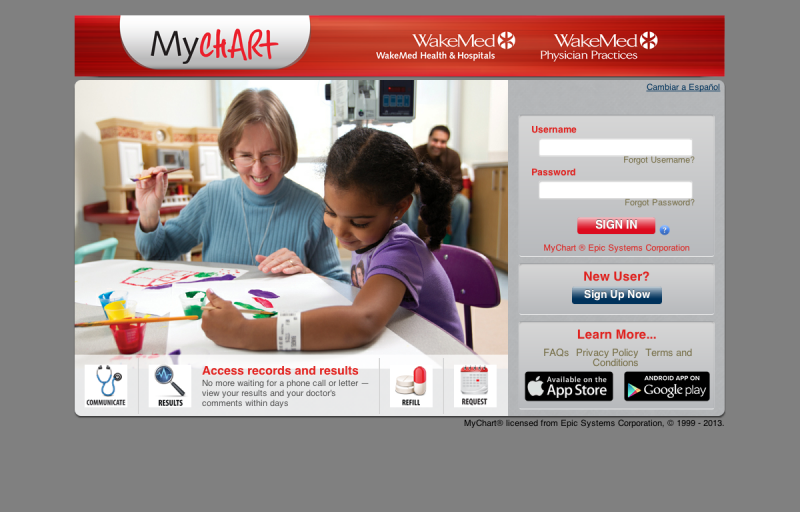 MyChART
WakeMed
WakeMed Health & Hospitals
WakeMed
Physician Practices
Cambiar a Español
Username
Forgot Username?
Password
Forgot Password?
SIGN IN
?
MyChart ® Epic Systems Corporation
New User?
Sign Up Now
Learn More...
FAQs Privacy Policy Terms and
Conditions
Available on the
App Store
ANDROID APP ON
Google play
COMMUNICATE
RESULTS
Access records and results
No more waiting for a phone call or letter —
view your results and your doctor's
comments within days
REFILL
REQUEST
MyChart® licensed from Epic Systems Corporation, © 1999 - 2013.